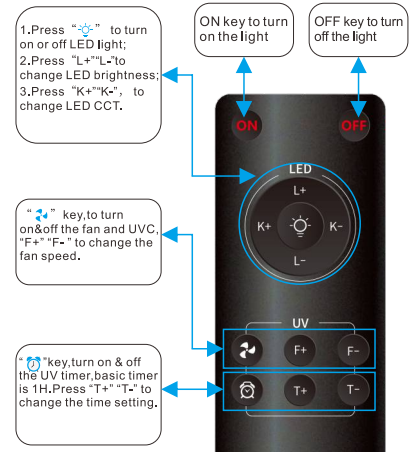 1.Press “ ” to turn
on or off LED light;
2.Press “L+”“L-”to
change LED brightness;
3.Press “K+”“K-”, to
change LED CCT.
ON key to turn
on the light
OFF key to turn
off the light
ON
OFF
LED
L+
K+
K-
L-
“ ” key,to turn
on&off the fan and UVC,
“F+” “F- ” to change the
fan speed.
UV
F+
F-
“ ”key,turn on & off
the UV timer,basic timer
is 1H.Press “T+” “T-” to
change the time setting.
T+
T-